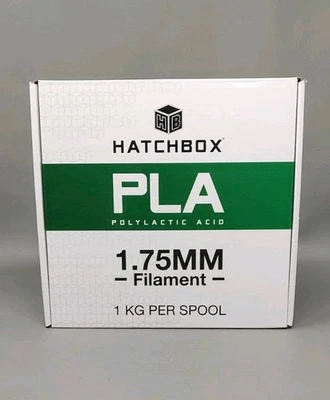 HB
HATCHBOX®
PLA
POLYLACTIC ACID
1.75MM
Filament
1 KG PER SPOOL